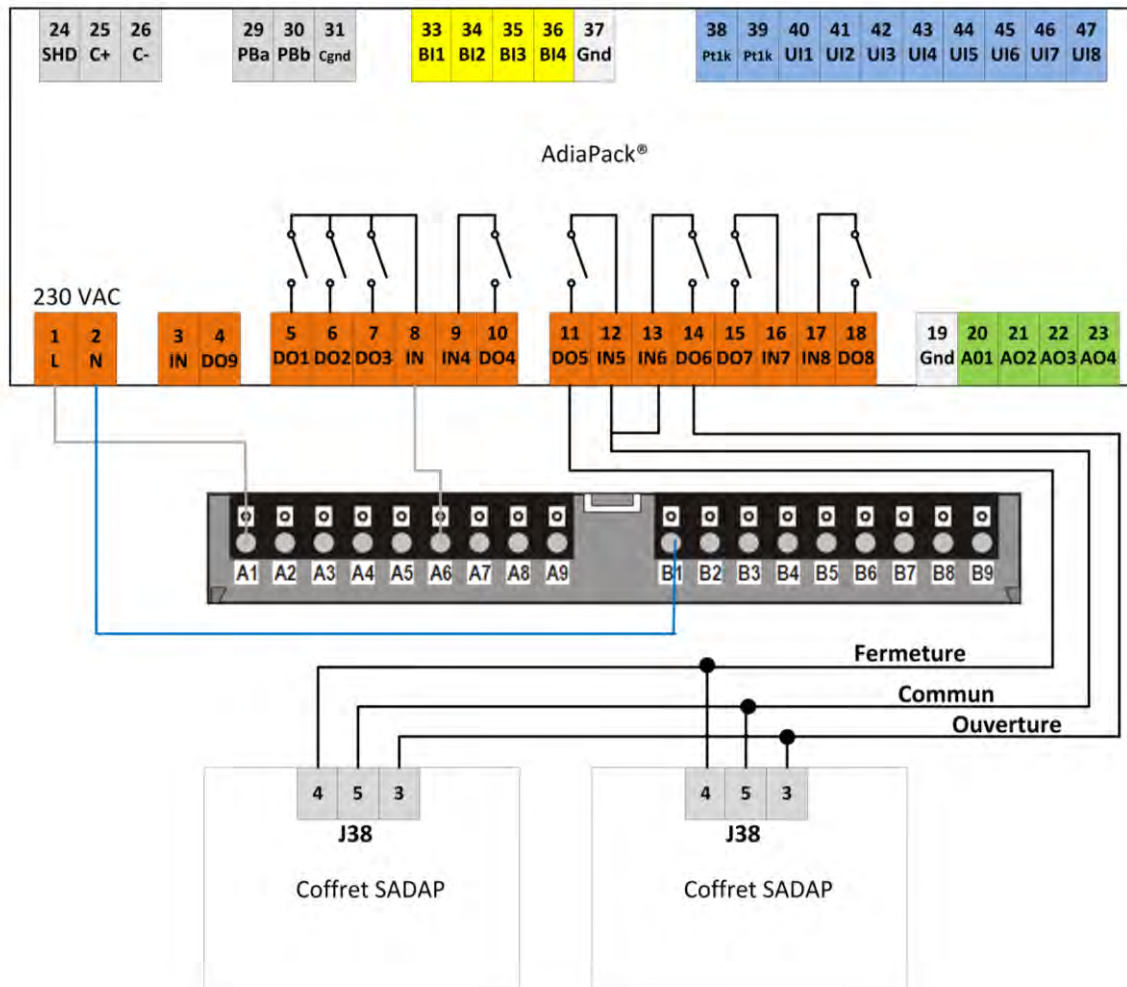 24 25 26 29 30 31 33 34 35 36 37 38 39 40 41 42 43 44 45 46 47
SHD C+ C- PBa PBb Cgnd BI1 BI2 BI3 BI4 Gnd Pt1k Pt1k UI1 UI2 UI3 UI4 UI5 UI6 UI7 UI8
AdiaPack®
230 VAC
1 2 3 4 5 6 7 8 9 10 11 12 13 14 15 16 17 18 19 20 21 22 23
L N IN DO9 DO1 DO2 DO3 IN IN4 DO4 DO5 IN5 IN6 DO6 DO7 IN7 IN8 DO8 Gnd A01 AO2 AO3 AO4
A1 A2 A3 A4 A5 A6 A7 A8 A9 B1 B2 B3 B4 B5 B6 B7 B8 B9
Fermeture
Commun
Ouverture
4 5 3 4 5 3
J38 J38
Coffret SADAP Coffret SADAP